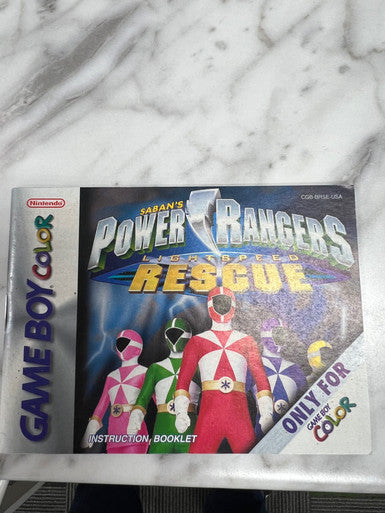 Nintendo
GAME BOY COLOR
CGB-BRSE-USA
SABAN'S
POWER RANGERS
LIGHTSPEED
RESCUE
INSTRUCTION BOOKLET
ONLY FOR
GAME BOY
COLOR